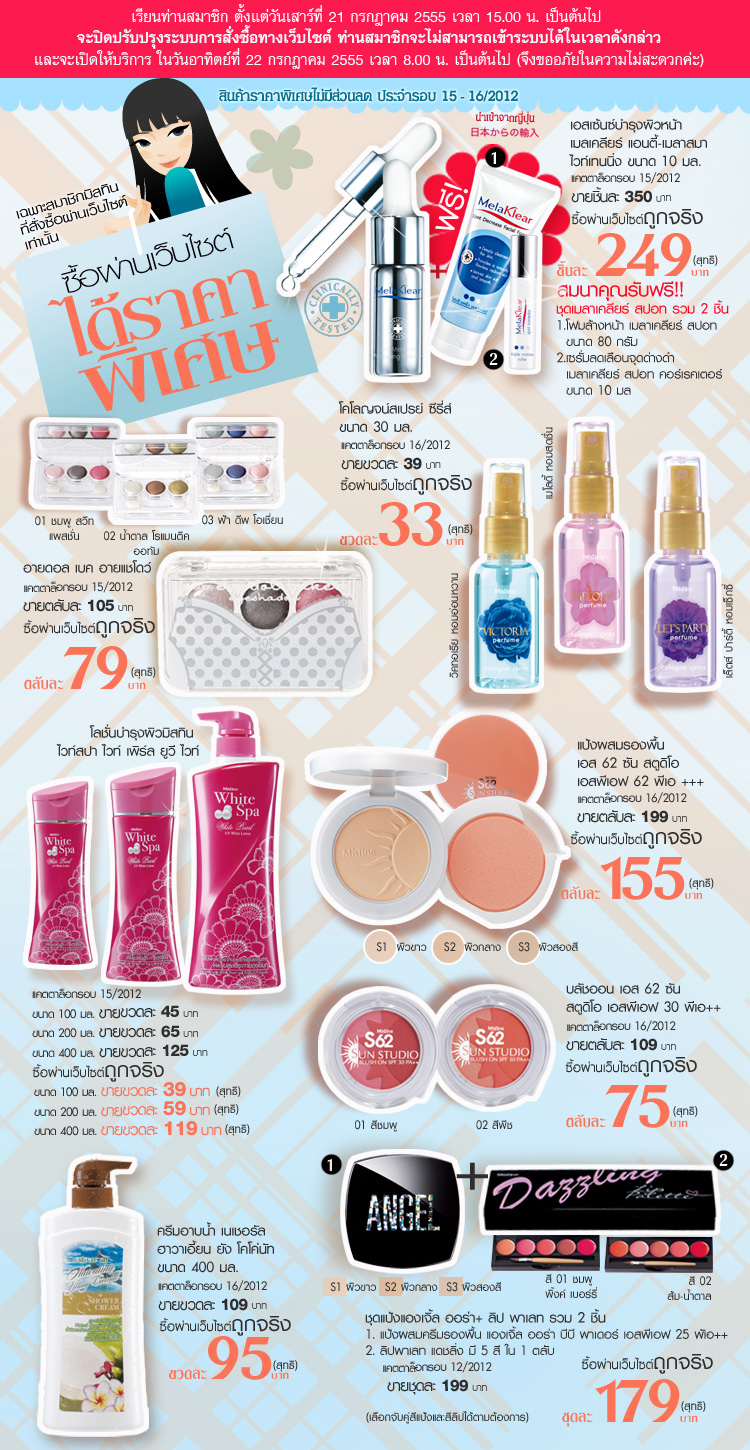 เรียนท่านสมาชิก ตั้งแต่วันเสาร์ที่ 21 กรกฎาคม 2555 เวลา 15.00 น. เป็นต้นไป
จะปิดปรับปรุงระบบการสั่งซื้อทางเว็บไซต์ ท่านสมาชิกจะไม่สามารถเข้าระบบได้ในเวลาดังกล่าว
และจะเปิดให้บริการ ในวันอาทิตย์ที่ 22 กรกฎาคม 2555 เวลา 8.00 น. เป็นต้นไป (จึงขออภัยในความไม่สะดวกค่ะ)
สินค้าราคาพิเศษไม่มีส่วนลด ประจำรอบ 15 - 16/2012
เฉพาะสมาชิกมิสทิน
ที่สั่งซื้อผ่านเว็บไซต์
เท่านั้น
ซื้อผ่านเว็บไซต์
ได้ราคา
พิเศษ
นำเข้าจากญี่ปุ่น
日本からの輸入
1
ฟรี!
MelaKlear
MelaKlear
MelaKlear
+
2
CLINICALLY
TESTED
เอสเซ้นซ์บำรุงผิวหน้า
เมลเคลียร์ แอนตี้-เมลาสมา
ไวท์เทนนิ่ง ขนาด 10 มล.
แคตตาล็อกรอบ 15/2012
ขายชิ้นละ 350 บาท
ซื้อผ่านเว็บไซต์ถูกจริง
ชิ้นละ 249 (สุทธิ) บาท
สมนาคุณรับฟรี!!
ชุดเมลาเคลียร์ สปอท รวม 2 ชิ้น
1.โฟมล้างหน้า เมลาเคลียร์ สปอท
ขนาด 80 กรัม
2.เซรั่มลดเลือนจุดด่างดำ
เมลาเคลียร์ สปอท คอร์เรคเตอร์
ขนาด 10 มล
โคโลญจน์สเปรย์ ซีรี่ส์
ขนาด 30 มล.
แคตตาล็อกรอบ 16/2012
ขายขวดละ 39 บาท
ซื้อผ่านเว็บไซต์ถูกจริง
ขวดละ 33 (สุทธิ) บาท
เมโลดี้ หอมสดชื่น
VICTORIA
perfume
cologne spray
perfume
cologne spray
LET'S PARTY
perfume
cologne spray
เล็ตส์ ปาร์ตี้ หอมเซ็กซี่
01 ชมพู สวีท
แพสชั่น
02 น้ำตาล โรแมนติค
ออทั่ม
03 ฟ้า ดีพ โอเชี่ยน
อายดอล เบค อายแชโดว์
แคตตาล็อกรอบ 15/2012
ขายตลับละ 105 บาท
ซื้อผ่านเว็บไซต์ถูกจริง
ตลับละ 79 (สุทธิ) บาท
โลชั่นบำรุงผิวมิสทิน
ไวท์สปา ไวท์ เพิร์ล ยูวี ไวท์
Mistine
White
Spa
White Pearl
UV White Lotion
Mistine
White
Spa
White Pearl
UV White Lotion
Mistine
White
Spa
White Pearl
UV White Lotion
แคตตาล็อกรอบ 15/2012
ขนาด 100 มล. ขายขวดละ 45 บาท
ขนาด 200 มล. ขายขวดละ 65 บาท
ขนาด 400 มล. ขายขวดละ 125 บาท
ซื้อผ่านเว็บไซต์ถูกจริง
ขนาด 100 มล. ขายขวดละ 39 บาท (สุทธิ)
ขนาด 200 มล. ขายขวดละ 59 บาท (สุทธิ)
ขนาด 400 มล. ขายขวดละ 119 บาท (สุทธิ)
Mistine
S62
SUN STUDIO
Mistine
S1 ผิวขาว S2 ผิวกลาง S3 ผิวสองสี
แป้งผสมรองพื้น
เอส 62 ซัน สตูดิโอ
เอสพีเอฟ 62 พีเอ +++
แคตตาล็อกรอบ 16/2012
ขายตลับละ 199 บาท
ซื้อผ่านเว็บไซต์ถูกจริง
ตลับละ 155 (สุทธิ) บาท
Mistine
S62
SUN STUDIO
BLUSH ON SPF 30 PA++
Mistine
S62
SUN STUDIO
BLUSH ON SPF 30 PA++
01 สีชมพู
02 สีพีช
บลัชออน เอส 62 ซัน
สตูดิโอ เอสพีเอฟ 30 พีเอ++
แคตตาล็อกรอบ 16/2012
ขายตลับละ 109 บาท
ซื้อผ่านเว็บไซต์ถูกจริง
ตลับละ 75 (สุทธิ) บาท
SHOWER
CREAM
ครีมอาบน้ำ เนเชอรัล
ฮาวาเอี้ยน ยัง โคโค่นัท
ขนาด 400 มล.
แคตตาล็อกรอบ 16/2012
ขายขวดละ 109 บาท
ซื้อผ่านเว็บไซต์ถูกจริง
ขวดละ 95 (สุทธิ) บาท
1
ANGEL
+
Dazzling
Palette
2
S1 ผิวขาว S2 ผิวกลาง S3 ผิวสองสี
สี 01 ชมพู
พิ้งค์ เบอร์รี่
สี 02
ส้ม-น้ำตาล
ชุดแป้งแองเจิ้ล ออร่า+ ลิป พาเลท รวม 2 ชิ้น
1. แป้งผสมครีมรองพื้น แองเจิ้ล ออร่า บีบี พาเดอร์ เอสพีเอฟ 25 พีเอ++
2. ลิปพาเลท แดซลิ่ง มี 5 สี ใน 1 ตลับ
แคตตาล็อกรอบ 12/2012
ขายชุดละ 199 บาท
(เลือกจับคู่สีแป้งและสีลิปได้ตามต้องการ)
ซื้อผ่านเว็บไซต์ถูกจริง
ชุดละ 179 (สุทธิ) บาท